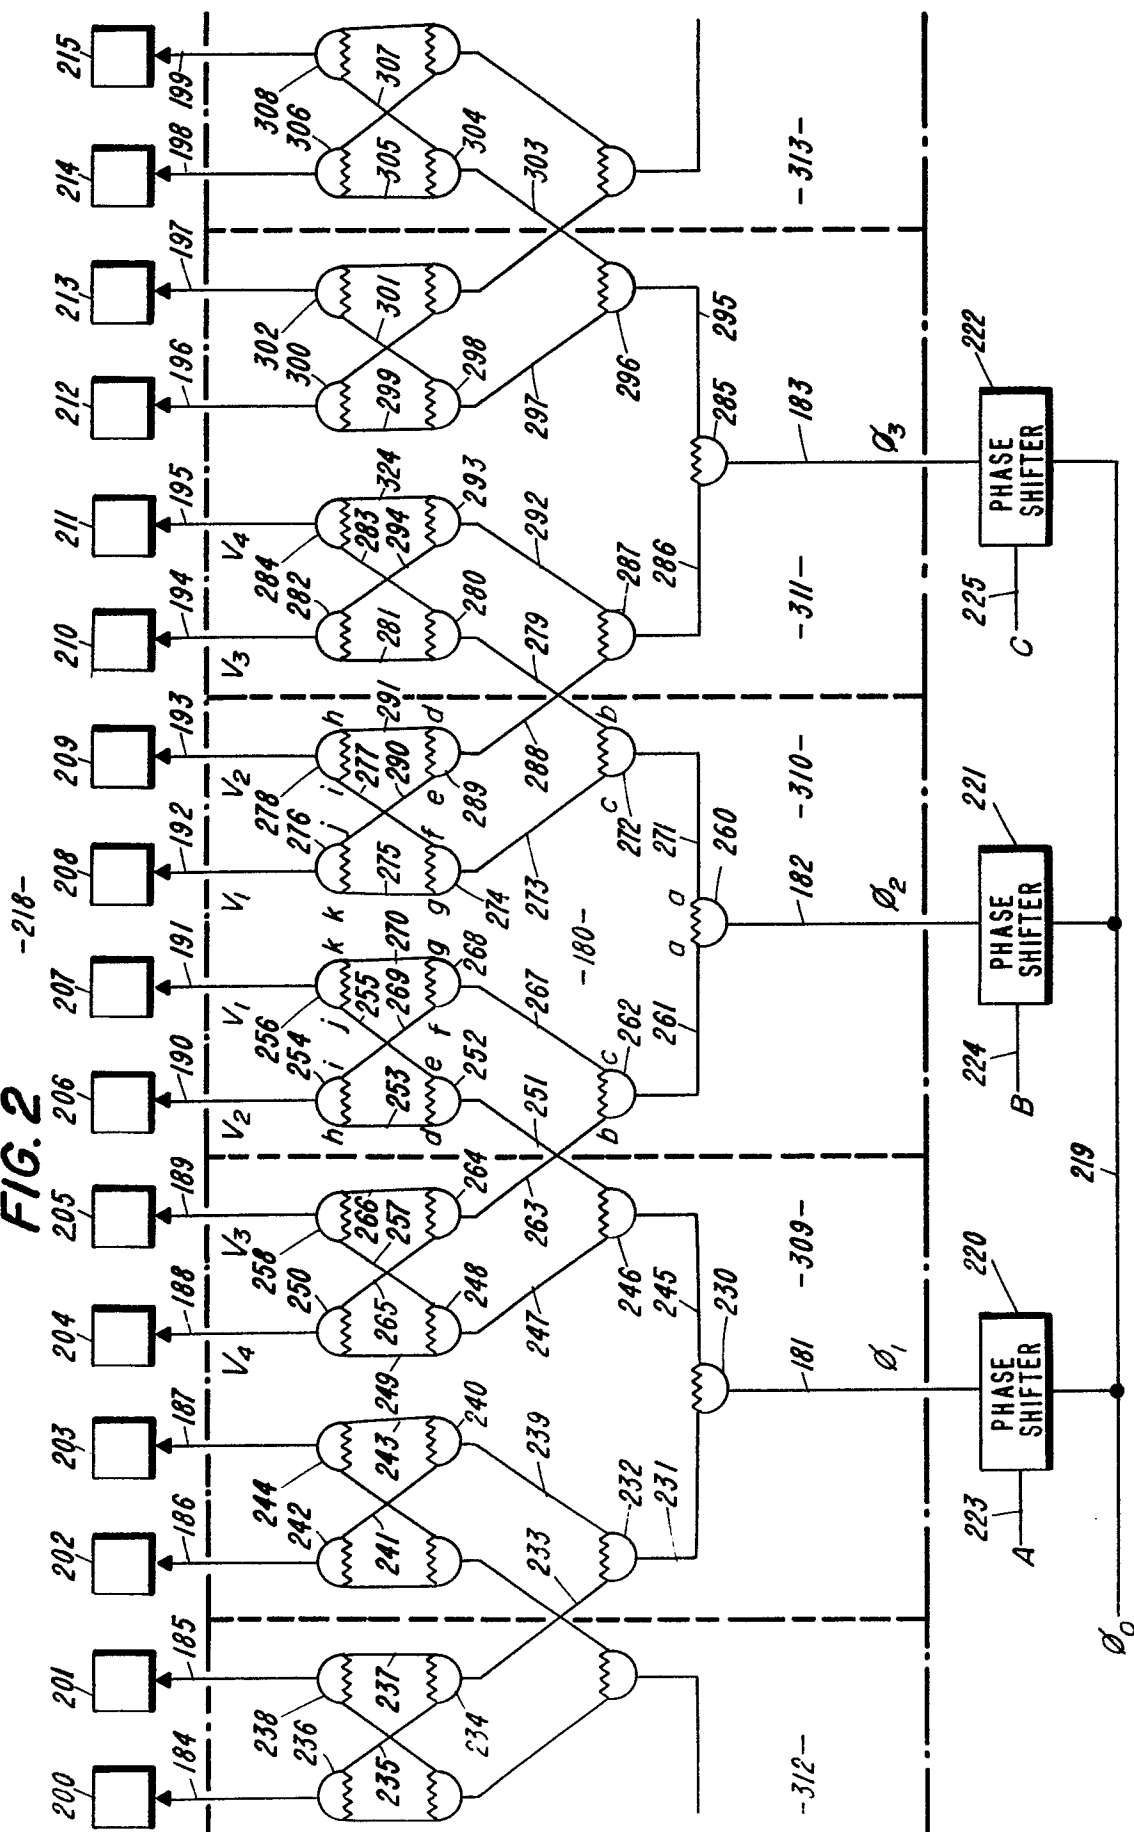 FIG. 2
-218-
200 201 202 203 204 205 206 207 208 209 210 211 212 213 214 215
184 185 186 187 188 189 190 191 192 193 194 195 196 197 198 199
V4 V3 V2 V1 V1 V2 V3 V4
238 244 258 256 278 284 302 308
236 242 250 254 276 282 300 306
h i j k k j i h
235 237 241 243 249 265 257 266 253 269 255 270 275 290 277 291 281 294 283 324 299 301 305 307
d e f g g f e d
234 240 248 264 252 268 274 289 280 293 298 304
233 239 247 263 251 267 273 288 279 292 297 303
-180-
b c c b
232 246 262 272 287 296
231 245 261 271 286 295
a a
230 260 285
-312- -309- -310- -311- -313-
181 182 183
Ø1 Ø2 Ø3
220 221 222
PHASE SHIFTER
PHASE SHIFTER
PHASE SHIFTER
223 224 225
A B C
219
Ø0